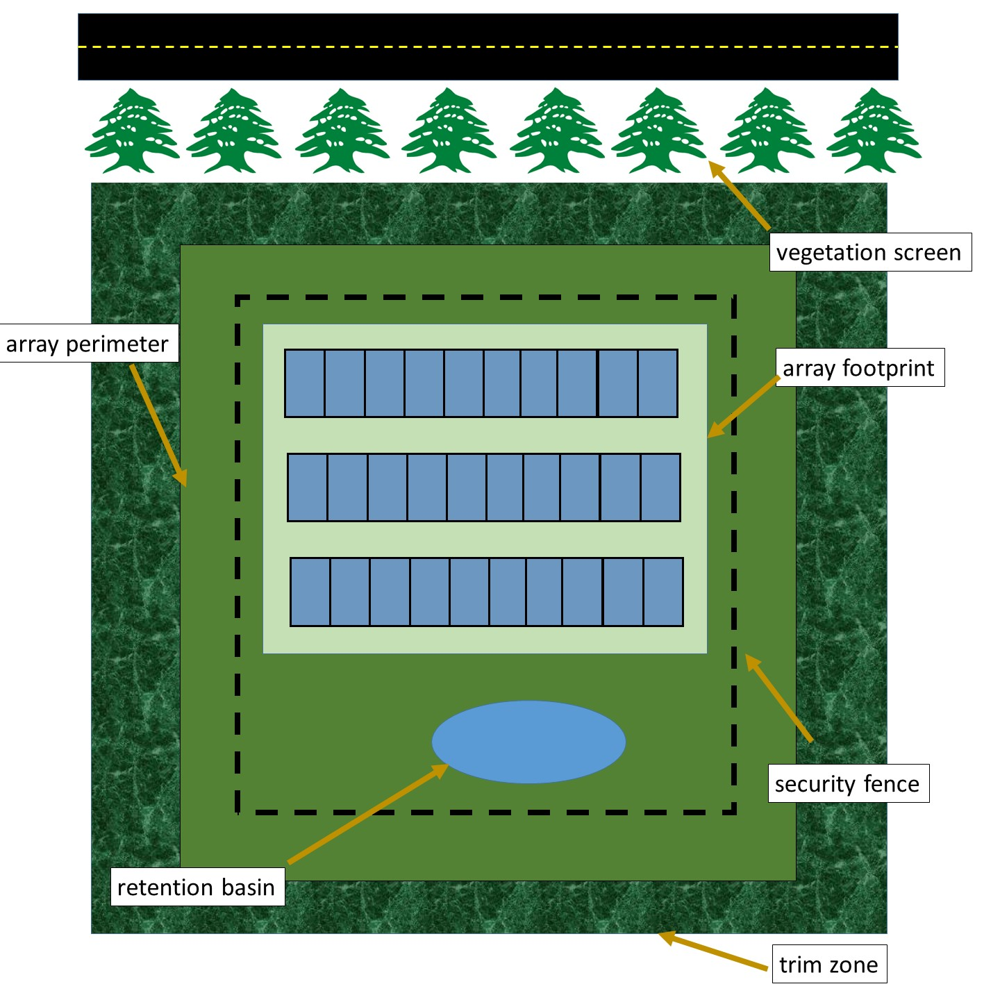 vegetation screen
array perimeter
array footprint
security fence
retention basin
trim zone